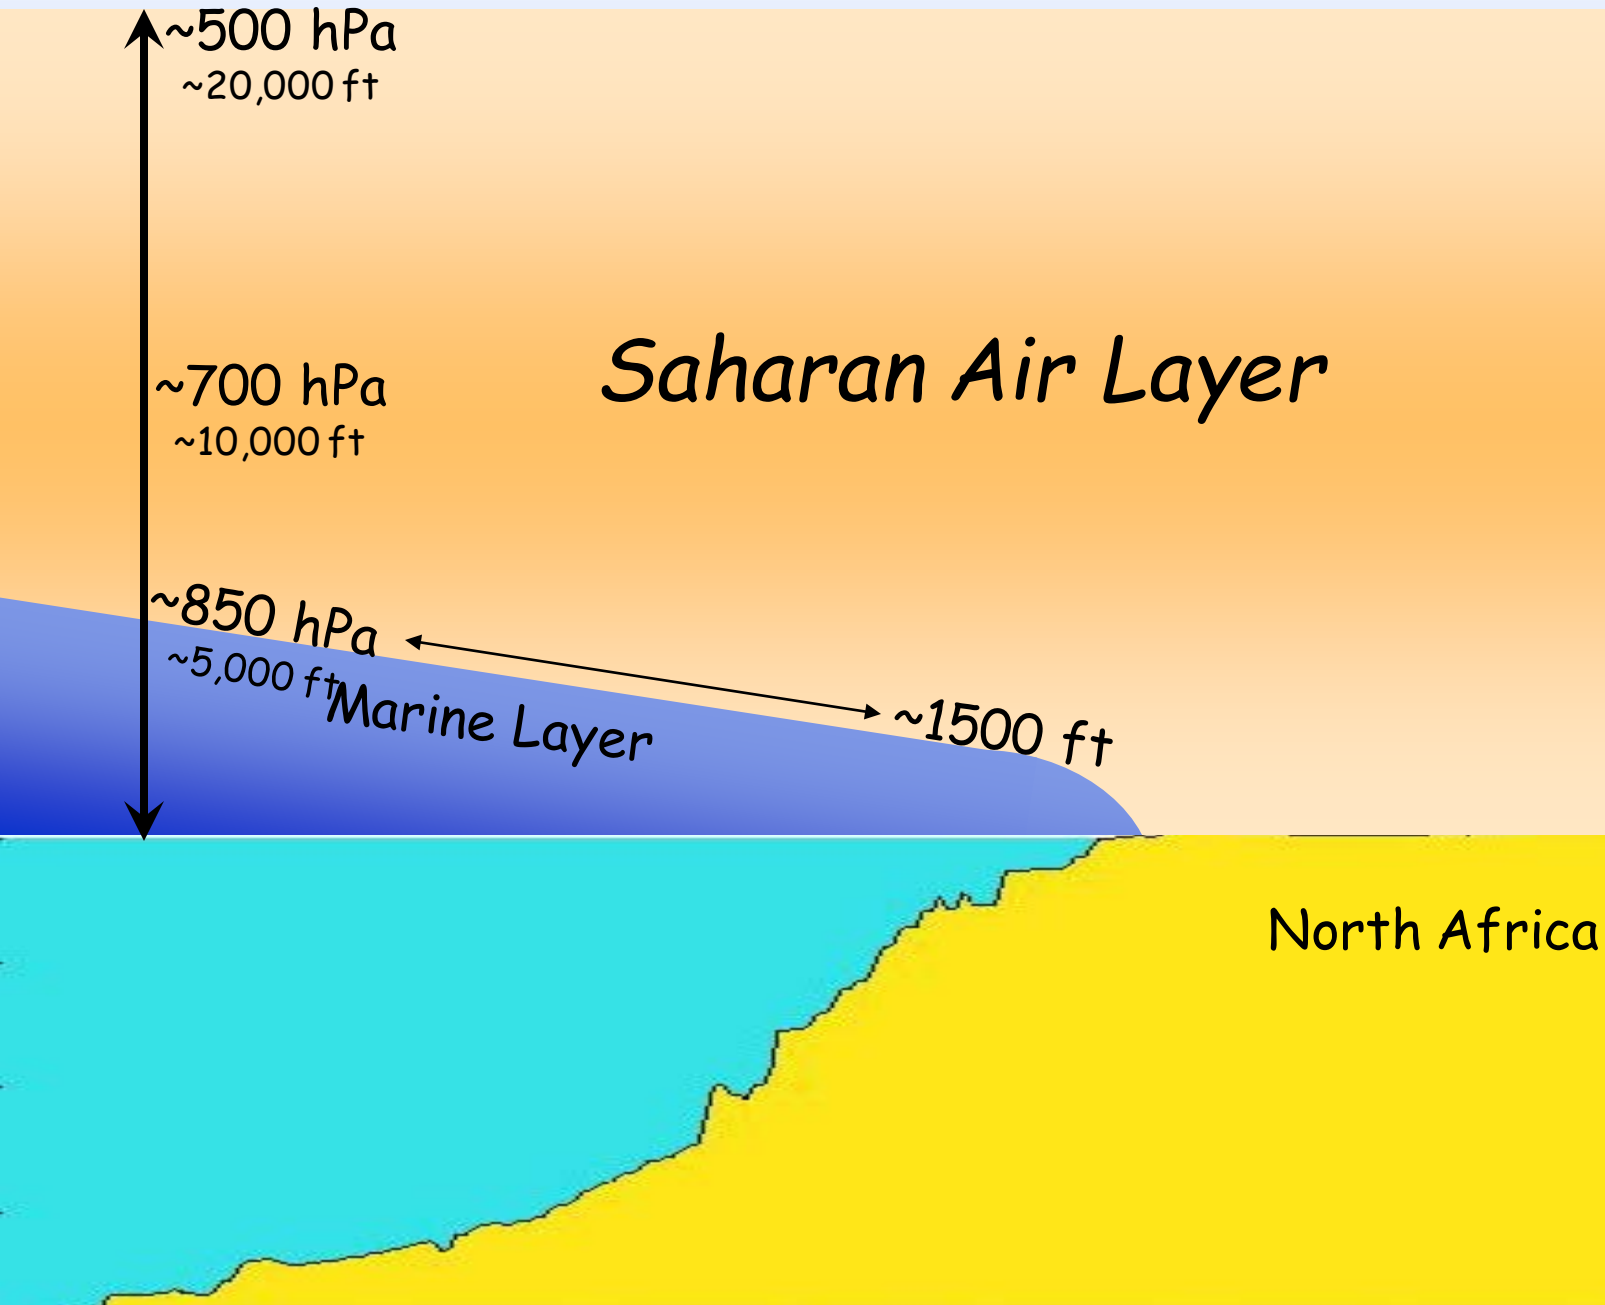 ~500 hPa
~20,000 ft
Saharan Air Layer
~700 hPa
~10,000 ft
~850 hPa
~5,000 ft
Marine Layer
~1500 ft
North Africa